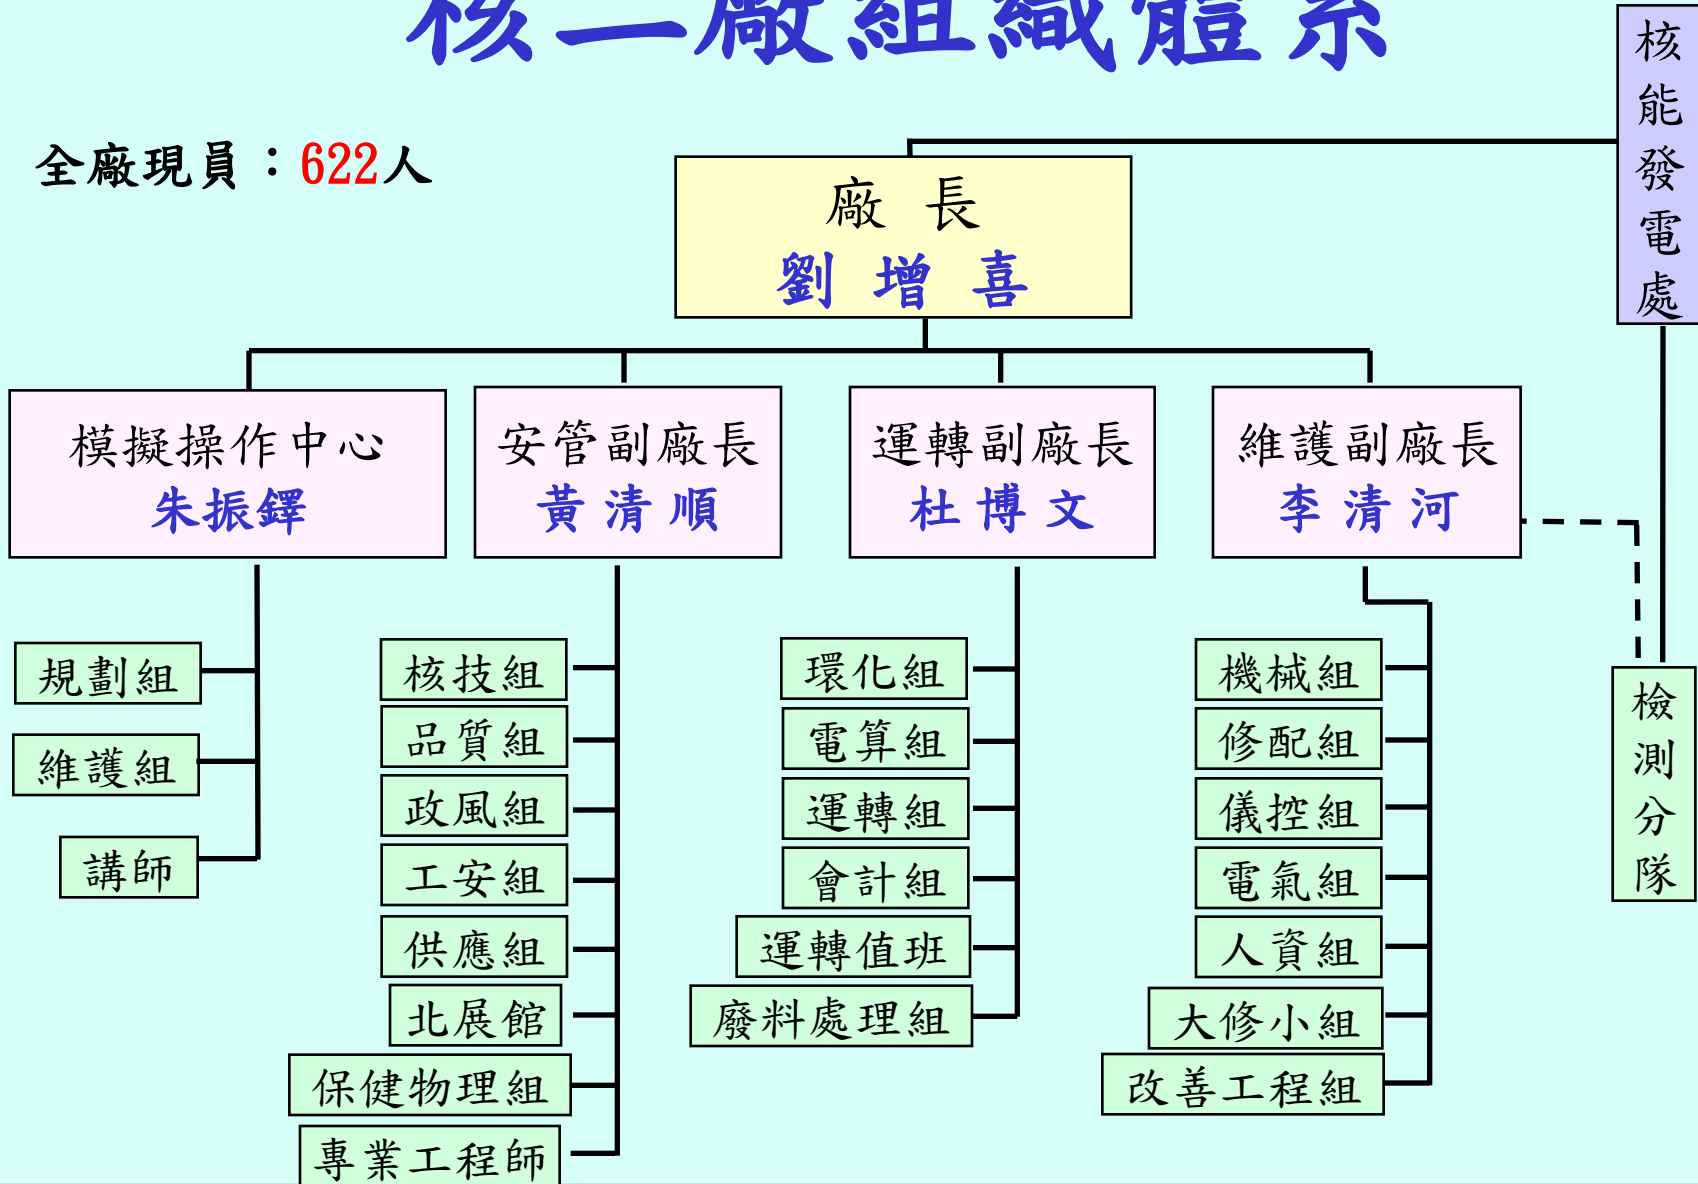 核二廠組織體系
全廠現員：622人
核能發電處
廠 長
劉 增 喜
模擬操作中心
朱振鐸
安管副廠長
黃 清 順
運轉副廠長
杜 博 文
維護副廠長
李 清 河
規劃組
維護組
講師
核技組
品質組
政風組
工安組
供應組
北展館
保健物理組
專業工程師
環化組
電算組
運轉組
會計組
運轉值班
廢料處理組
機械組
修配組
儀控組
電氣組
人資組
大修小組
改善工程組
檢測分隊